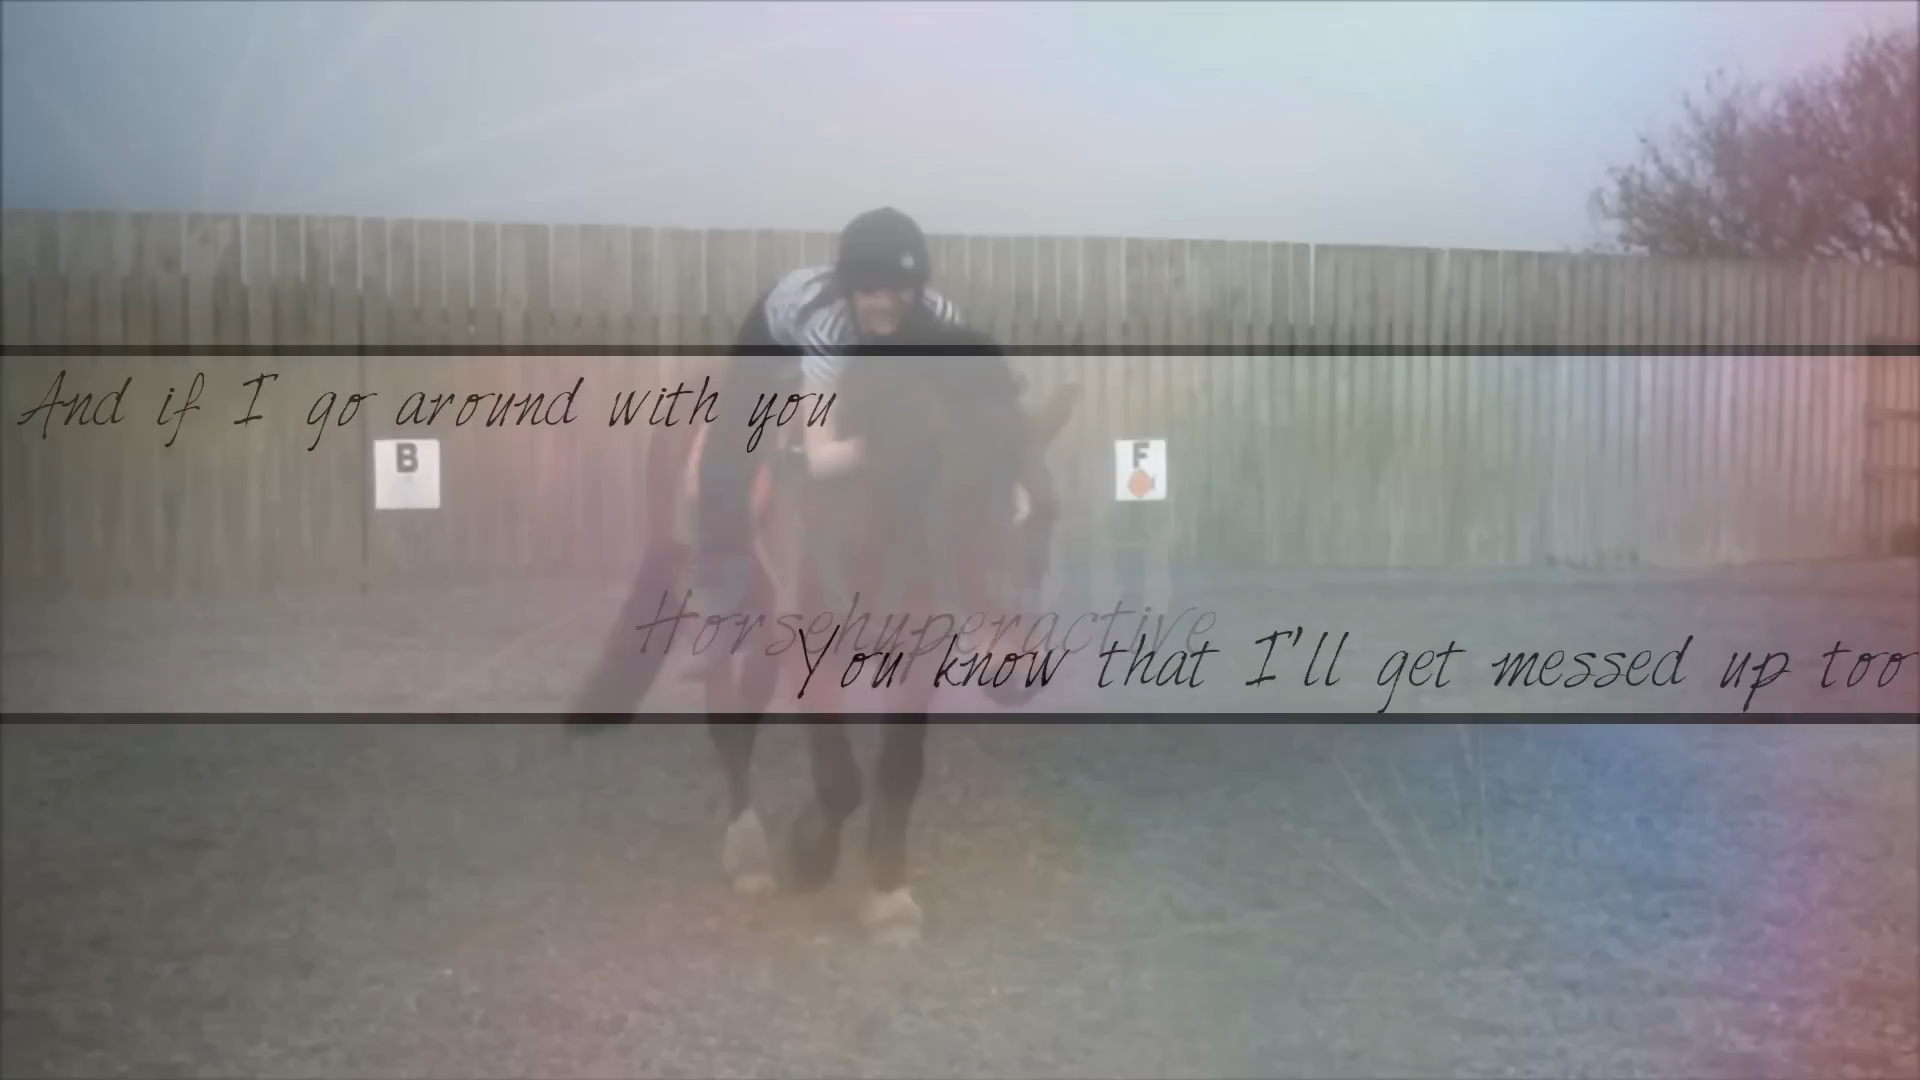 And if I go around with you
B
F
Horsehyperactive
You know that I'll get messed up too